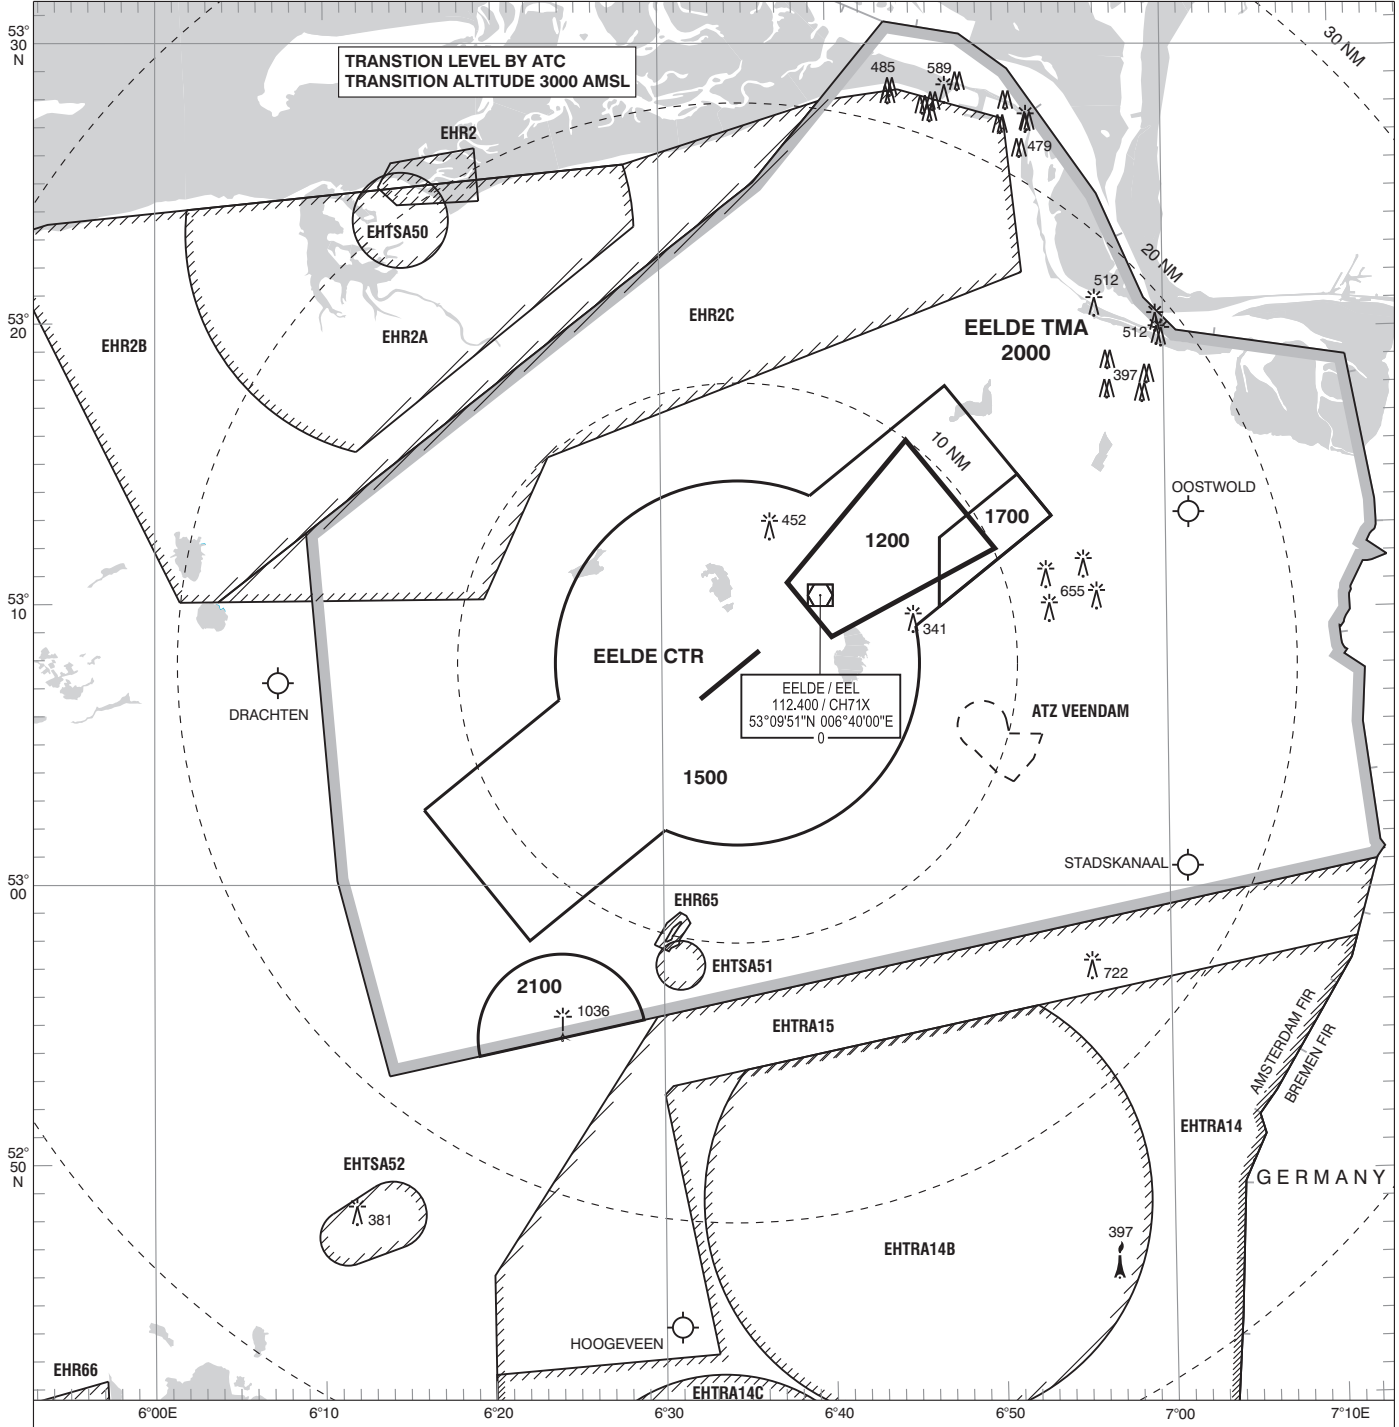 53°
N
30
TRANSTION LEVEL BY ATC
TRANSITION ALTITUDE 3000 AMSL
30 NM
485
589
479
EHR2
EHTSA50
20 NM
512
512
397
53°
20
EHR2B
EHR2A
EHR2C
EELDE TMA
2000
10 NM
OOSTWOLD
452
1200
1700
53°
10
655
341
EELDE CTR
DRACHTEN
EELDE / EEL
112.400 / CH71X
53°09'51"N 006°40'00"E
0
ATZ VEENDAM
1500
STADSKANAAL
53°
00
EHR65
EHTSA51
722
2100
1036
EHTRA15
AMSTERDAM FIR
BREMEN FIR
EHTRA14
52°
50
N
EHTSA52
381
GERMANY
397
EHTRA14B
HOOGEVEEN
EHR66
EHTRA14C
6°00E
6°10
6°20
6°30
6°40
6°50
7°00
7°10E